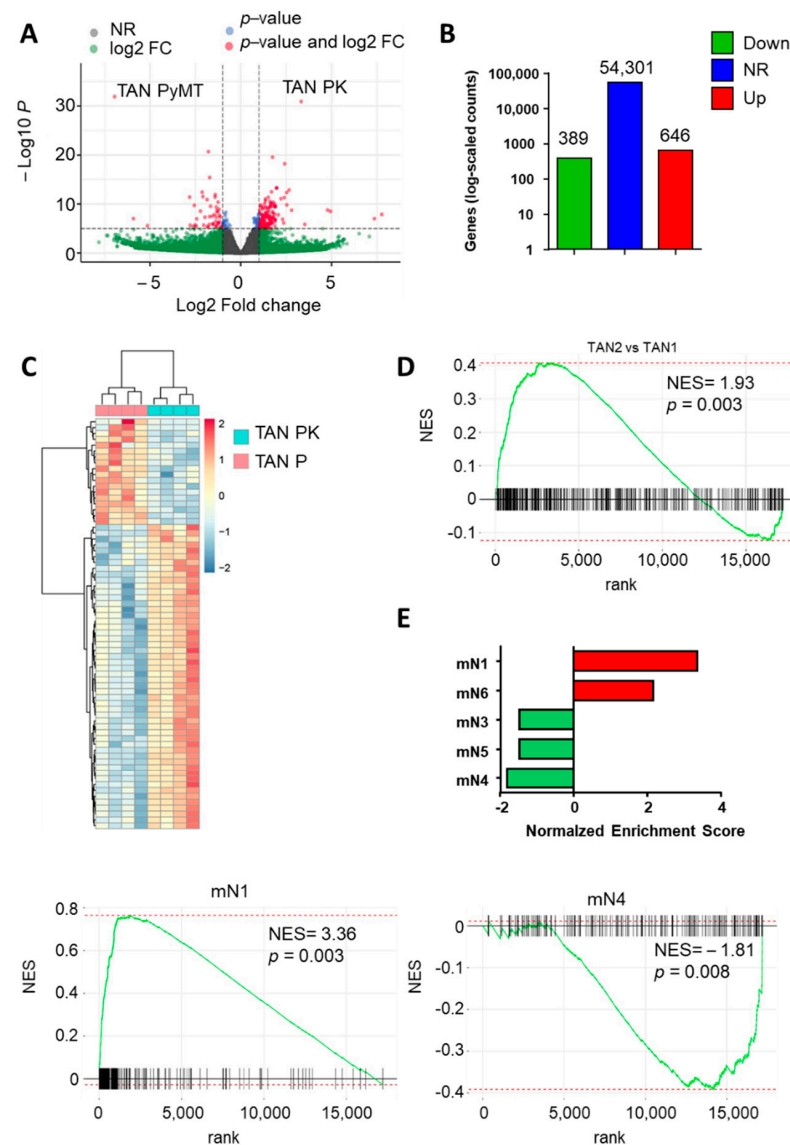 A
NR
log2 FC
p–value
p–value and log2 FC
TAN PyMT
TAN PK
– Log10 P
30
20
10
0
–5
0
5
Log2 Fold change
B
Down
NR
Up
Genes (log-scaled counts)
100,000
10,000
1000
100
10
1
389
54,301
646
C
2
1
0
−1
−2
TAN PK
TAN P
D
TAN2 vs TAN1
NES= 1.93
p = 0.003
NES
0.4
0.3
0.2
0.1
0
-0.1
0
5,000
10,000
15,000
rank
E
mN1
mN6
mN3
mN5
mN4
-2
0
2
4
Normalzed Enrichment Score
mN1
NES= 3.36
p = 0.003
NES
0.8
0.6
0.4
0.2
0
0
5,000
10,000
15,000
rank
mN4
NES= – 1.81
p = 0.008
NES
0
-0.1
-0.2
-0.3
-0.4
0
5,000
10,000
15,000
rank